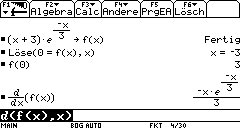 F1 F2 F3 F4 F5 F6
Algebra Calc Andere PrgEA Lösch
■ (x + 3)·e^(-x/3) → f(x) Fertig
■ Löse(0 = f(x), x) x = -3
■ f(0) 3
■ d/dx(f(x)) -x·e^(-x/3)/3
d(f(x),x)
MAIN BOG AUTO FKT 4/30